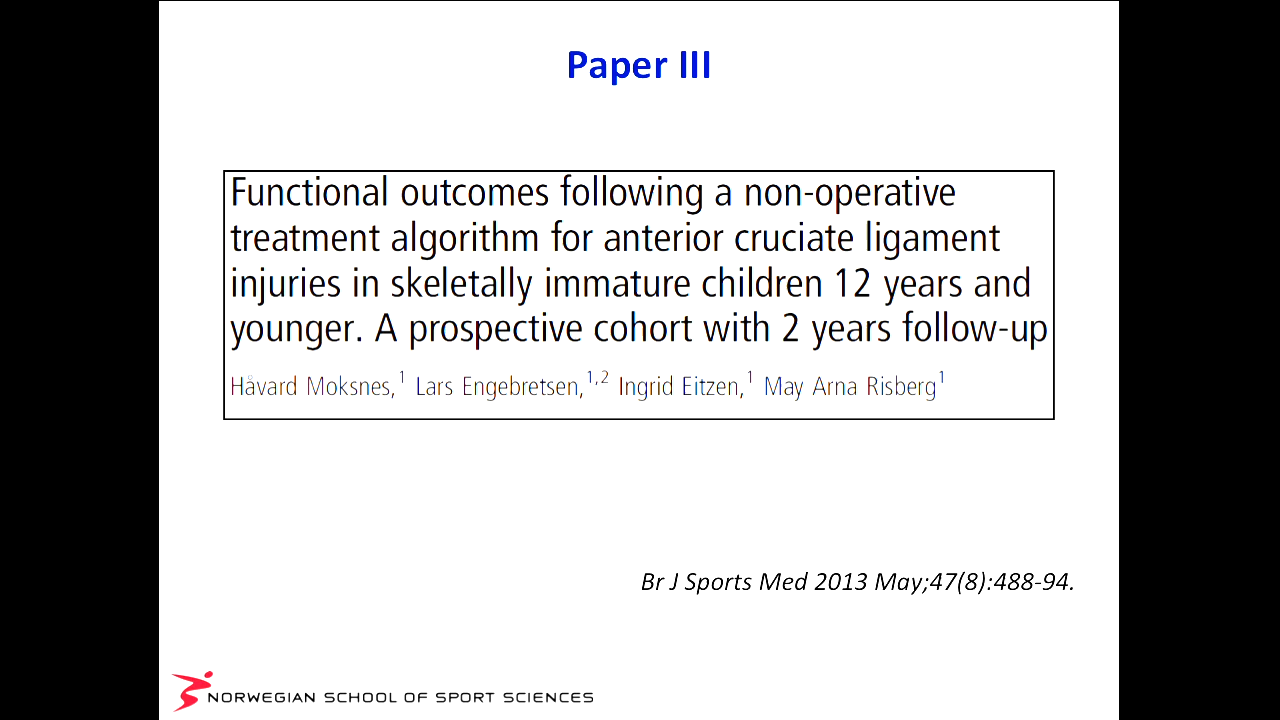 Paper III
Functional outcomes following a non-operative
treatment algorithm for anterior cruciate ligament
injuries in skeletally immature children 12 years and
younger. A prospective cohort with 2 years follow-up
Håvard Moksnes,1 Lars Engebretsen,1,2 Ingrid Eitzen,1 May Arna Risberg1
Br J Sports Med 2013 May;47(8):488-94.
NORWEGIAN SCHOOL OF SPORT SCIENCES